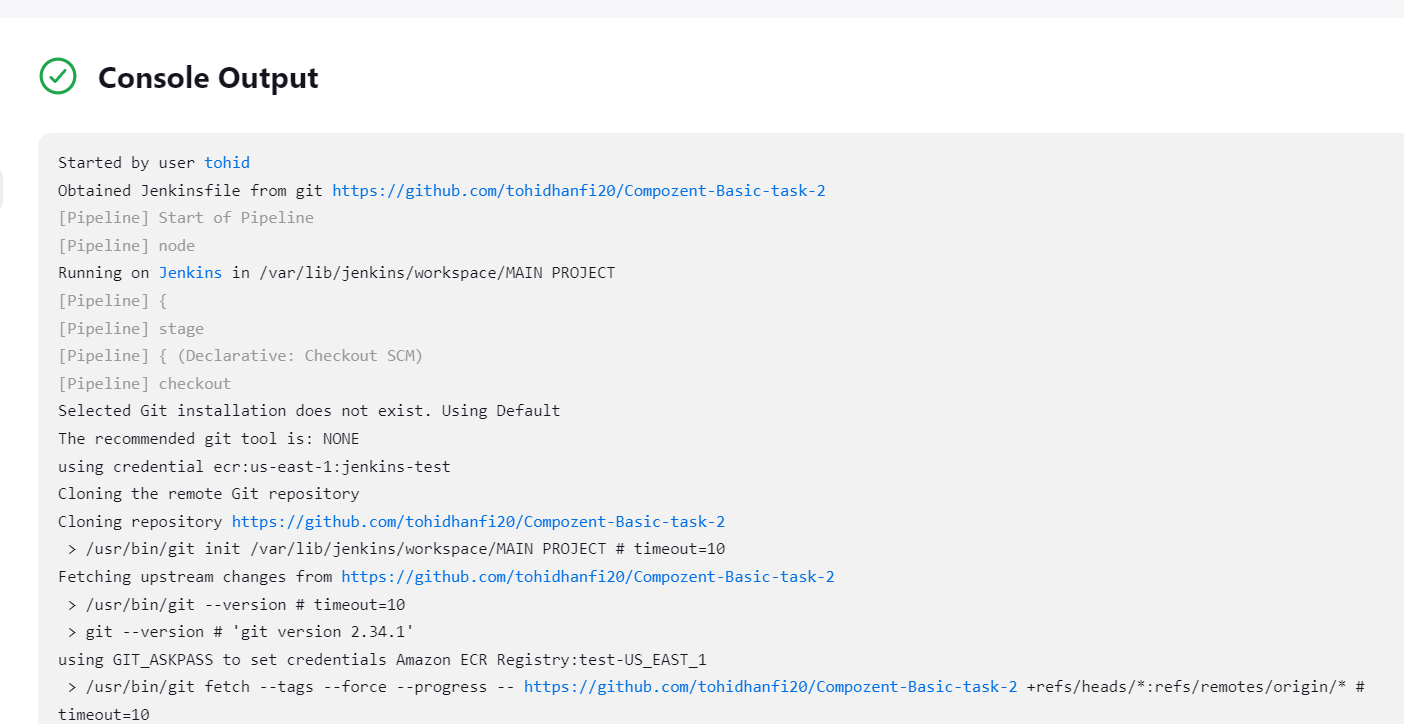 Console Output
Started by user tohid
Obtained Jenkinsfile from git https://github.com/tohidhanfi20/Compozent-Basic-task-2
[Pipeline] Start of Pipeline
[Pipeline] node
Running on Jenkins in /var/lib/jenkins/workspace/MAIN PROJECT
[Pipeline] {
[Pipeline] stage
[Pipeline] { (Declarative: Checkout SCM)
[Pipeline] checkout
Selected Git installation does not exist. Using Default
The recommended git tool is: NONE
using credential ecr:us-east-1:jenkins-test
Cloning the remote Git repository
Cloning repository https://github.com/tohidhanfi20/Compozent-Basic-task-2
 > /usr/bin/git init /var/lib/jenkins/workspace/MAIN PROJECT # timeout=10
Fetching upstream changes from https://github.com/tohidhanfi20/Compozent-Basic-task-2
 > /usr/bin/git --version # timeout=10
 > git --version # 'git version 2.34.1'
using GIT_ASKPASS to set credentials Amazon ECR Registry:test-US_EAST_1
 > /usr/bin/git fetch --tags --force --progress -- https://github.com/tohidhanfi20/Compozent-Basic-task-2 +refs/heads/*:refs/remotes/origin/* #
timeout=10